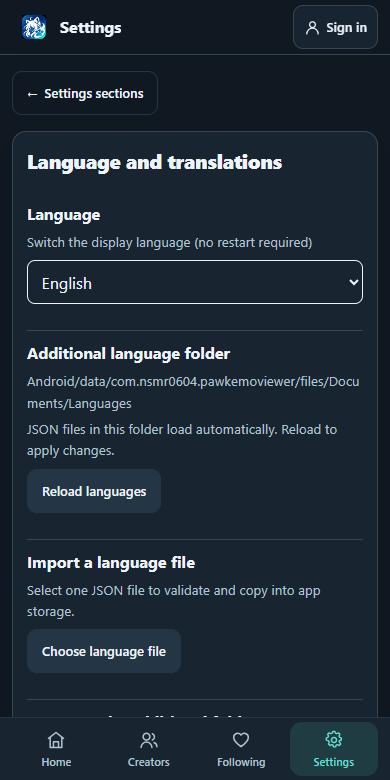 Settings
Sign in
← Settings sections
Language and translations
Language
Switch the display language (no restart required)
English
Additional language folder
Android/data/com.nsmr0604.pawkemoviewer/files/Docu
ments/Languages
JSON files in this folder load automatically. Reload to
apply changes.
Reload languages
Import a language file
Select one JSON file to validate and copy into app
storage.
Choose language file
Home
Creators
Following
Settings